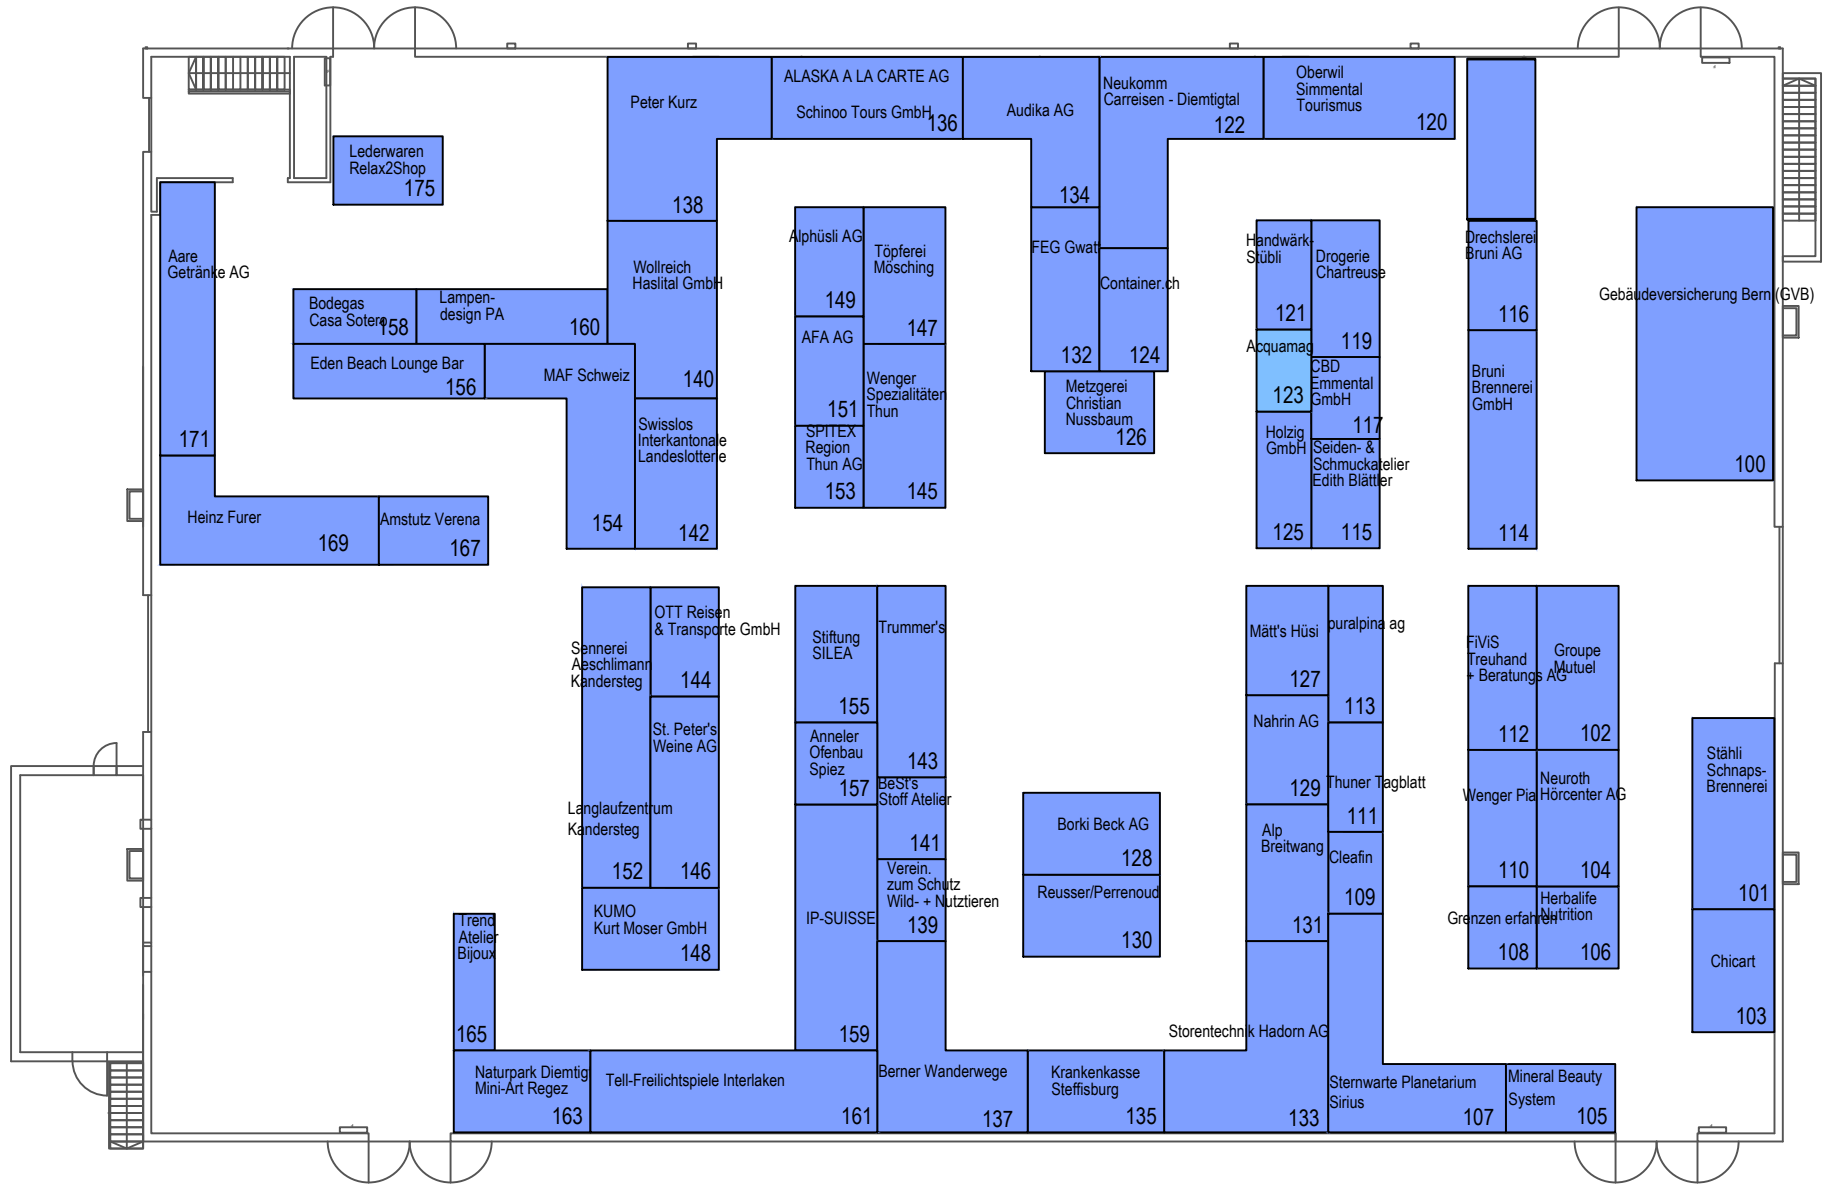 Peter Kurz
138
ALASKA A LA CARTE AG
Schinoo Tours GmbH
136
Audika AG
134
Neukomm
Carreisen - Diemtigtal
122
Oberwil
Simmental
Tourismus
120
Lederwaren
Relax2Shop
175
Aare
Getränke AG
171
Bodegas
Casa Sotero
158
Lampen-
design PA
160
Wollreich
Haslital GmbH
140
Eden Beach Lounge Bar
156
MAF Schweiz
154
Swisslos
Interkantonale
Landeslotterie
142
Heinz Furer
169
Amstutz Verena
167
Alphüsli AG
149
Töpferei
Mösching
147
AFA AG
151
Wenger
Spezialitäten
Thun
145
SPITEX
Region
Thun AG
153
FEG Gwatt
132
Container.ch
124
Metzgerei
Christian
Nussbaum
126
Handwärk-
Stübli
121
Drogerie
Chartreuse
119
Acquamag
123
CBD
Emmental
GmbH
117
Holzig
GmbH
125
Seiden- &
Schmuckatelier
Edith Blättler
115
Drechslerei
Bruni AG
116
Bruni
Brennerei
GmbH
114
Gebäudeversicherung Bern (GVB)
100
Sennerei
Aeschlimann
Kandersteg
Langlaufzentrum
Kandersteg
152
OTT Reisen
& Transporte GmbH
144
St. Peter's
Weine AG
146
KUMO
Kurt Moser GmbH
148
Trend
Atelier
Bijoux
165
Naturpark Diemtigt
Mini-Art Regez
163
Tell-Freilichtspiele Interlaken
161
Stiftung
SILEA
155
Trummer's
143
Anneler
Ofenbau
Spiez
157
BeSt's
Stoff Atelier
141
Verein.
zum Schutz
Wild- + Nutztieren
139
IP-SUISSE
159
Berner Wanderwege
137
Borki Beck AG
128
Reusser/Perrenoud
130
Krankenkasse
Steffisburg
135
Mätt's Hüsi
127
puralpina ag
113
Nahrin AG
129
Thuner Tagblatt
111
Alp
Breitwang
131
Cleafin
109
Storentechnik Hadorn AG
133
Sternwarte Planetarium
Sirius
107
Mineral Beauty
System
105
FiViS
Treuhand
+ Beratungs AG
112
Groupe
Mutuel
102
Wenger Pia
110
Neuroth
Hörcenter AG
104
Grenzen erfahren
108
Herbalife
Nutrition
106
Stähli
Schnaps-
Brennerei
101
Chicart
103